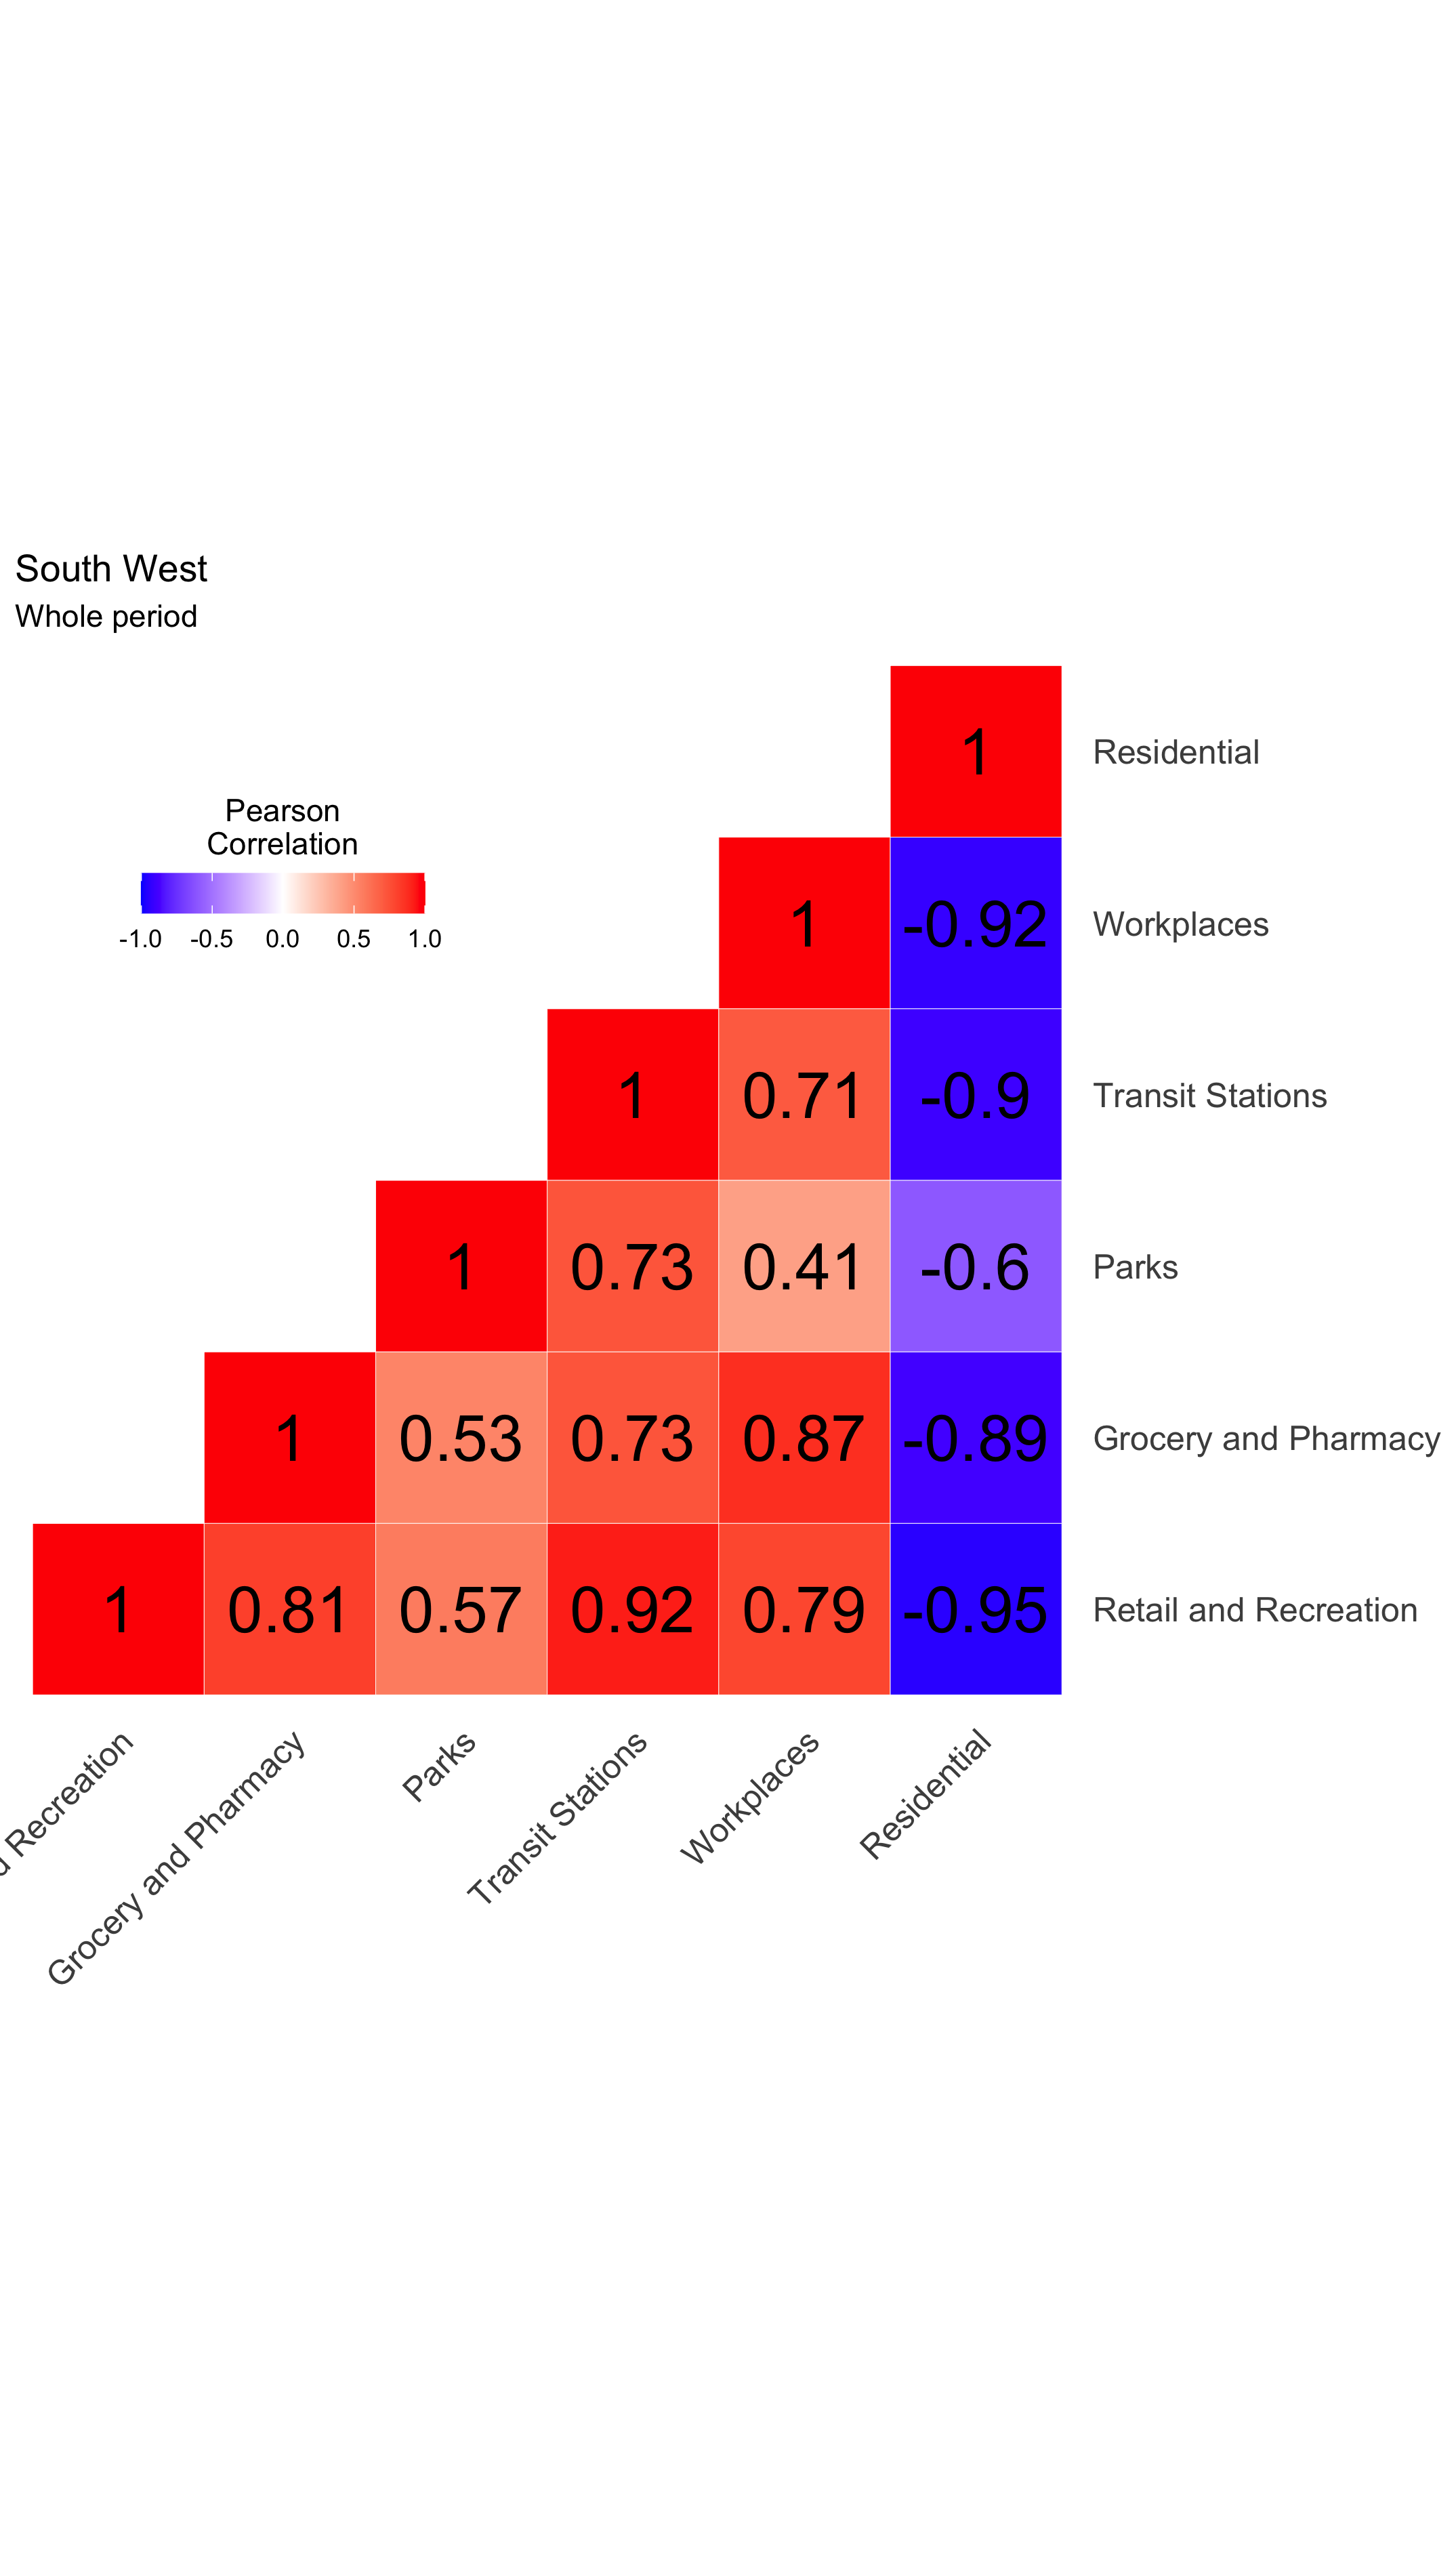 South West
Whole period
Pearson
Correlation
-1.0 -0.5 0.0 0.5 1.0
1 Residential
1 -0.92 Workplaces
1 0.71 -0.9 Transit Stations
1 0.73 0.41 -0.6 Parks
1 0.53 0.73 0.87 -0.89 Grocery and Pharmacy
1 0.81 0.57 0.92 0.79 -0.95 Retail and Recreation
Recreation
Grocery and Pharmacy
Parks
Transit Stations
Workplaces
Residential